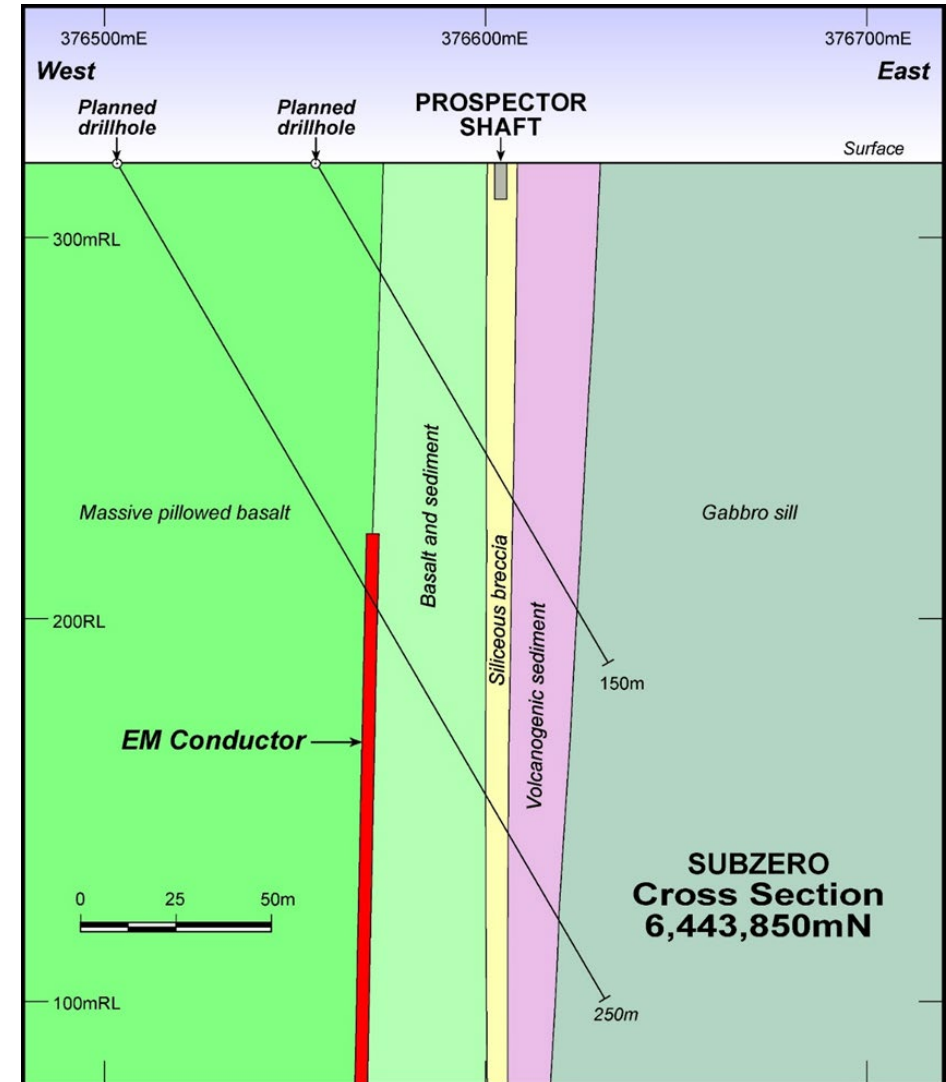 376500mE
376600mE
376700mE
West
East
Planned
drillhole
Planned
drillhole
PROSPECTOR
SHAFT
Surface
300mRL
Massive pillowed basalt
Basalt and sediment
Siliceous breccia
Volcanogenic sediment
Gabbro sill
200RL
150m
EM Conductor
SUBZERO
Cross Section
6,443,850mN
0 25 50m
100mRL
250m